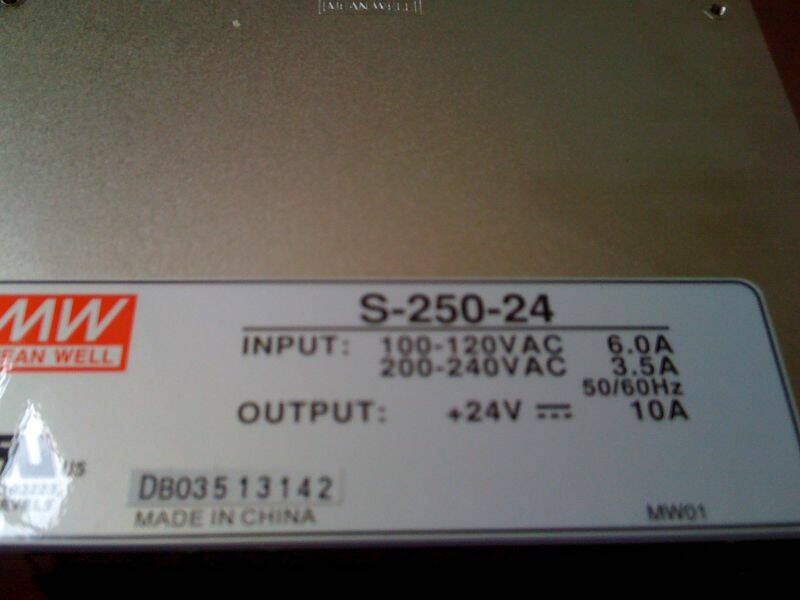 MEAN WELL
S-250-24
MW
MEAN WELL
INPUT: 100-120VAC 6.0A
200-240VAC 3.5A
50/60Hz
OUTPUT: +24V 10A
US
DB03513142
MADE IN CHINA
MW01